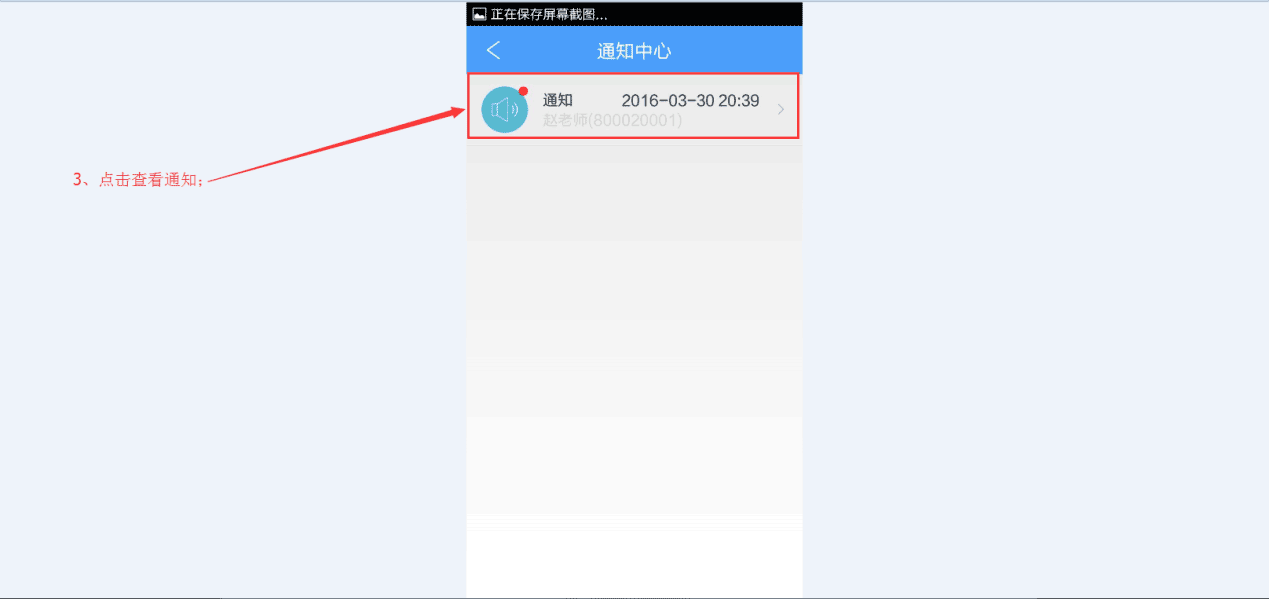 正在保存屏幕截图...
通知中心
通知 2016-03-30 20:39
赵老师(800020001)
3、点击查看通知;